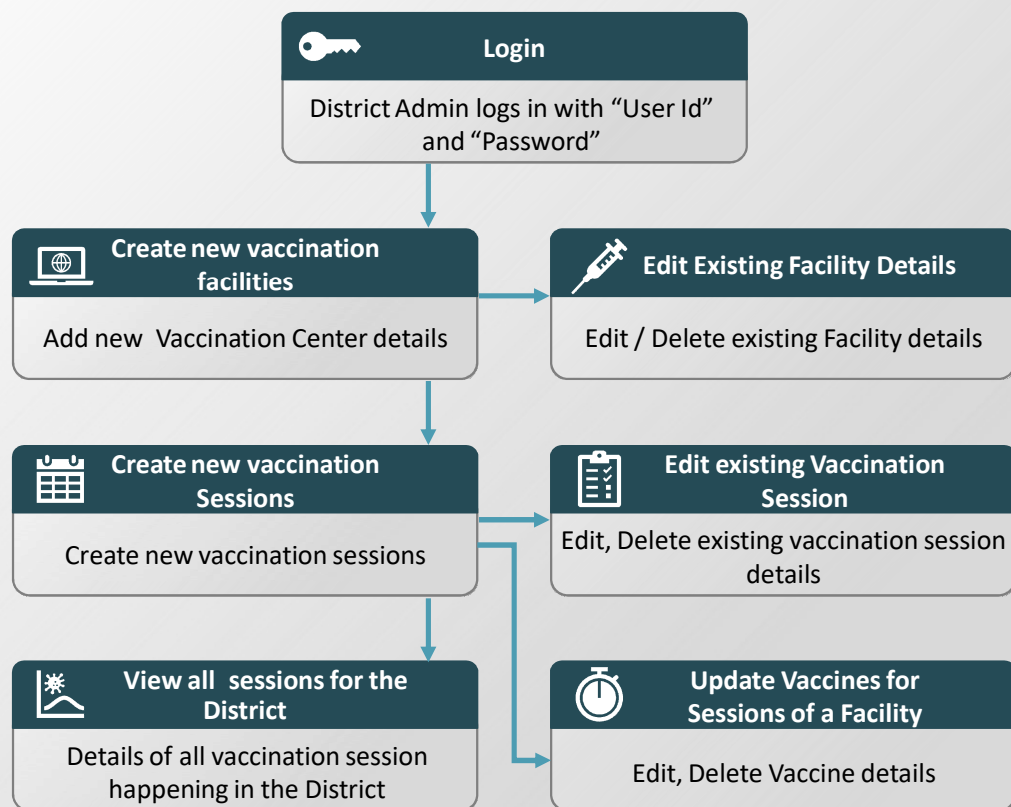 Login
District Admin logs in with “User Id”
and “Password”
Create new vaccination
facilities
Add new Vaccination Center details
Edit Existing Facility Details
Edit / Delete existing Facility details
Create new vaccination
Sessions
Create new vaccination sessions
Edit existing Vaccination
Session
Edit, Delete existing vaccination session
details
View all sessions for the
District
Details of all vaccination session
happening in the District
Update Vaccines for
Sessions of a Facility
Edit, Delete Vaccine details